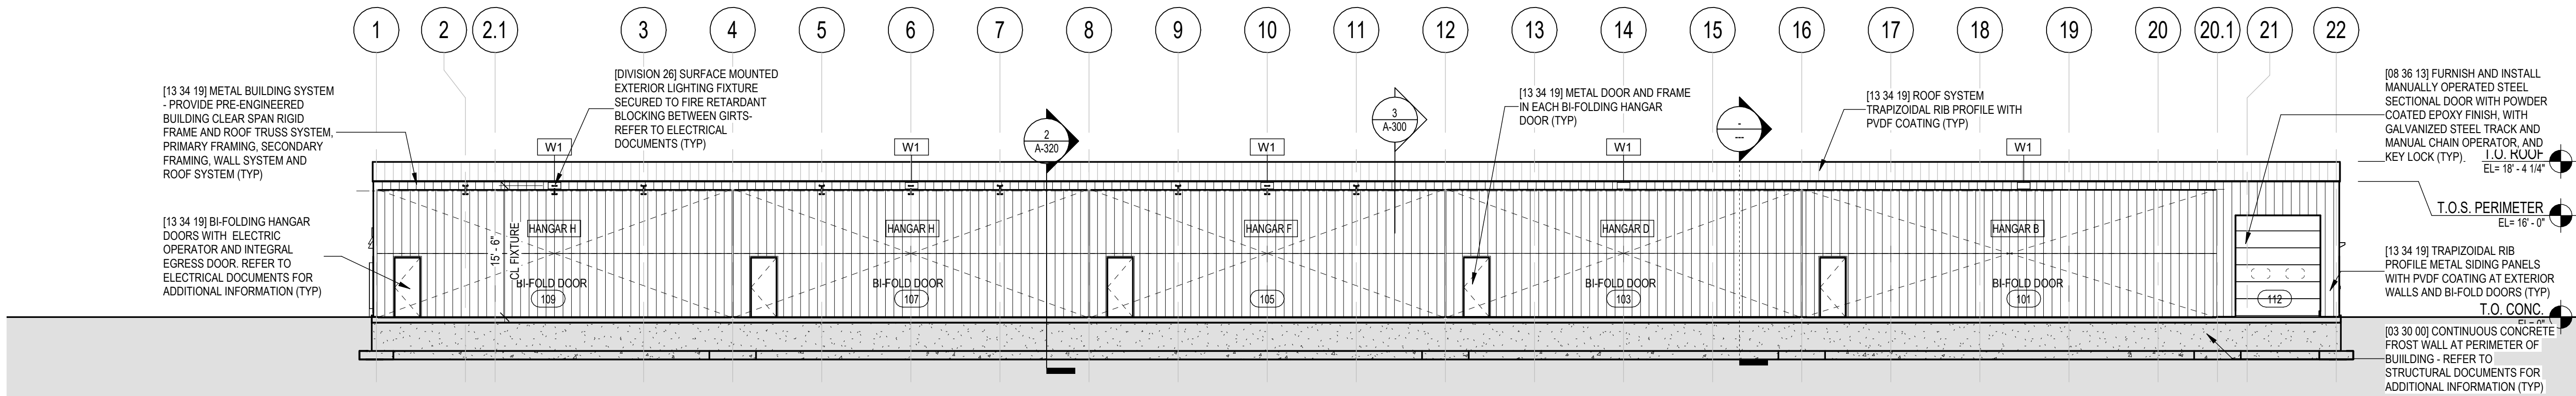 1 2 2.1 3 4 5 6 7 8 9 10 11 12 13 14 15 16 17 18 19 20 20.1 21 22
[13 34 19] METAL BUILDING SYSTEM
- PROVIDE PRE-ENGINEERED
BUILDING CLEAR SPAN RIGID
FRAME AND ROOF TRUSS SYSTEM,
PRIMARY FRAMING, SECONDARY
FRAMING, WALL SYSTEM AND
ROOF SYSTEM (TYP)
[DIVISION 26] SURFACE MOUNTED
EXTERIOR LIGHTING FIXTURE
SECURED TO FIRE RETARDANT
BLOCKING BETWEEN GIRTS-
REFER TO ELECTRICAL
DOCUMENTS (TYP)
2
A-320
3
A-300
[13 34 19] METAL DOOR AND FRAME
IN EACH BI-FOLDING HANGAR
DOOR (TYP)
-
---
[13 34 19] ROOF SYSTEM
TRAPIZOIDAL RIB PROFILE WITH
PVDF COATING (TYP)
[08 36 13] FURNISH AND INSTALL
MANUALLY OPERATED STEEL
SECTIONAL DOOR WITH POWDER
COATED EPOXY FINISH, WITH
GALVANIZED STEEL TRACK AND
MANUAL CHAIN OPERATOR, AND
KEY LOCK (TYP).
T.O. ROOF
EL= 18' - 4 1/4"
W1 W1 W1 W1 W1
T.O.S. PERIMETER
EL= 16' - 0"
[13 34 19] BI-FOLDING HANGAR
DOORS WITH ELECTRIC
OPERATOR AND INTEGRAL
EGRESS DOOR. REFER TO
ELECTRICAL DOCUMENTS FOR
ADDITIONAL INFORMATION (TYP)
15' - 6"
CL FIXTURE
HANGAR H HANGAR H HANGAR F HANGAR D HANGAR B
BI-FOLD DOOR BI-FOLD DOOR BI-FOLD DOOR BI-FOLD DOOR
109 107 105 103 101 112
[13 34 19] TRAPIZOIDAL RIB
PROFILE METAL SIDING PANELS
WITH PVDF COATING AT EXTERIOR
WALLS AND BI-FOLD DOORS (TYP)
T.O. CONC.
EL= 0"
[03 30 00] CONTINUOUS CONCRETE
FROST WALL AT PERIMETER OF
BUILDING - REFER TO
STRUCTURAL DOCUMENTS FOR
ADDITIONAL INFORMATION (TYP)